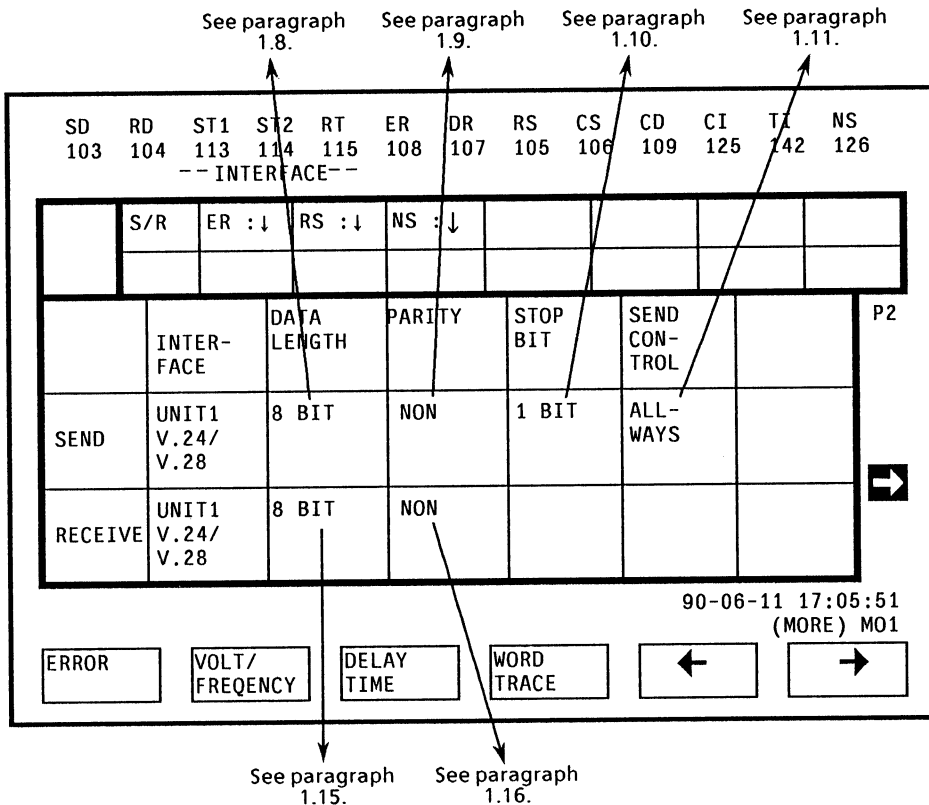 See paragraph 1.8.
See paragraph 1.9.
See paragraph 1.10.
See paragraph 1.11.
SD RD ST1 ST2 RT ER DR RS CS CD CI TI NS
103 104 113 114 115 108 107 105 106 109 125 142 126
-- INTERFACE--
S/R ER :↓ RS :↓ NS :↓
INTER-
FACE
DATA
LENGTH
PARITY
STOP
BIT
SEND
CON-
TROL
P2
SEND
UNIT1
V.24/
V.28
8 BIT
NON
1 BIT
ALL-
WAYS
RECEIVE
UNIT1
V.24/
V.28
8 BIT
NON
90-06-11 17:05:51
(MORE) MO1
ERROR
VOLT/
FREQENCY
DELAY
TIME
WORD
TRACE
See paragraph
1.15.
See paragraph
1.16.